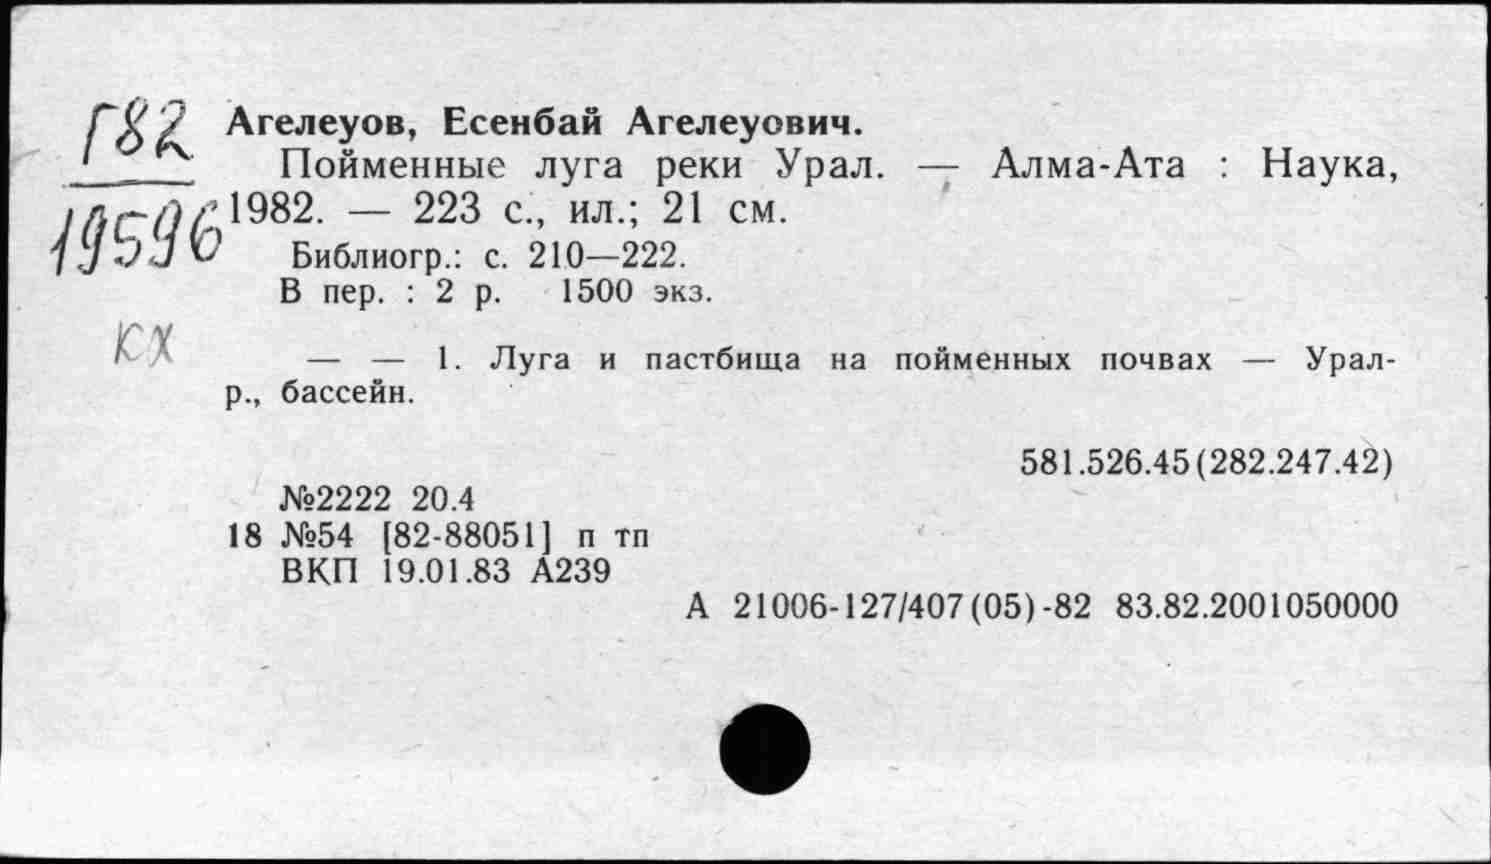 Г82
19596
кх
Агелеуов, Есенбай Агелеуович.
Пойменные луга реки Урал. — Алма-Ата : Наука,
1982. — 223 с., ил.; 21 см.
Библиогр.: с. 210—222.
В пер. : 2 р. 1500 экз.
— — 1. Луга и пастбища на пойменных почвах — Урал-
р., бассейн.
581.526.45(282.247.42)
№2222 20.4
18 №54 [82-88051] п тп
ВКП 19.01.83 А239
А 21006-127/407(05)-82 83.82.2001050000